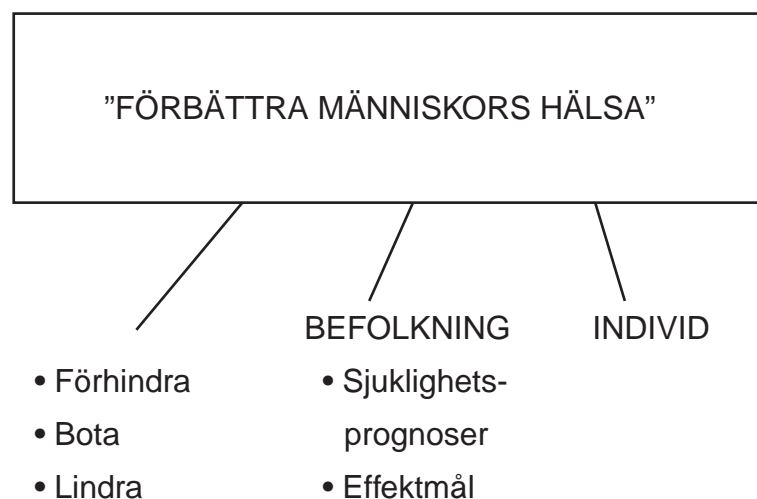 ”FÖRBÄTTRA MÄNNISKORS HÄLSA”
BEFOLKNING INDIVID
• Förhindra • Sjuklighets-
• Bota prognoser
• Lindra • Effektmål